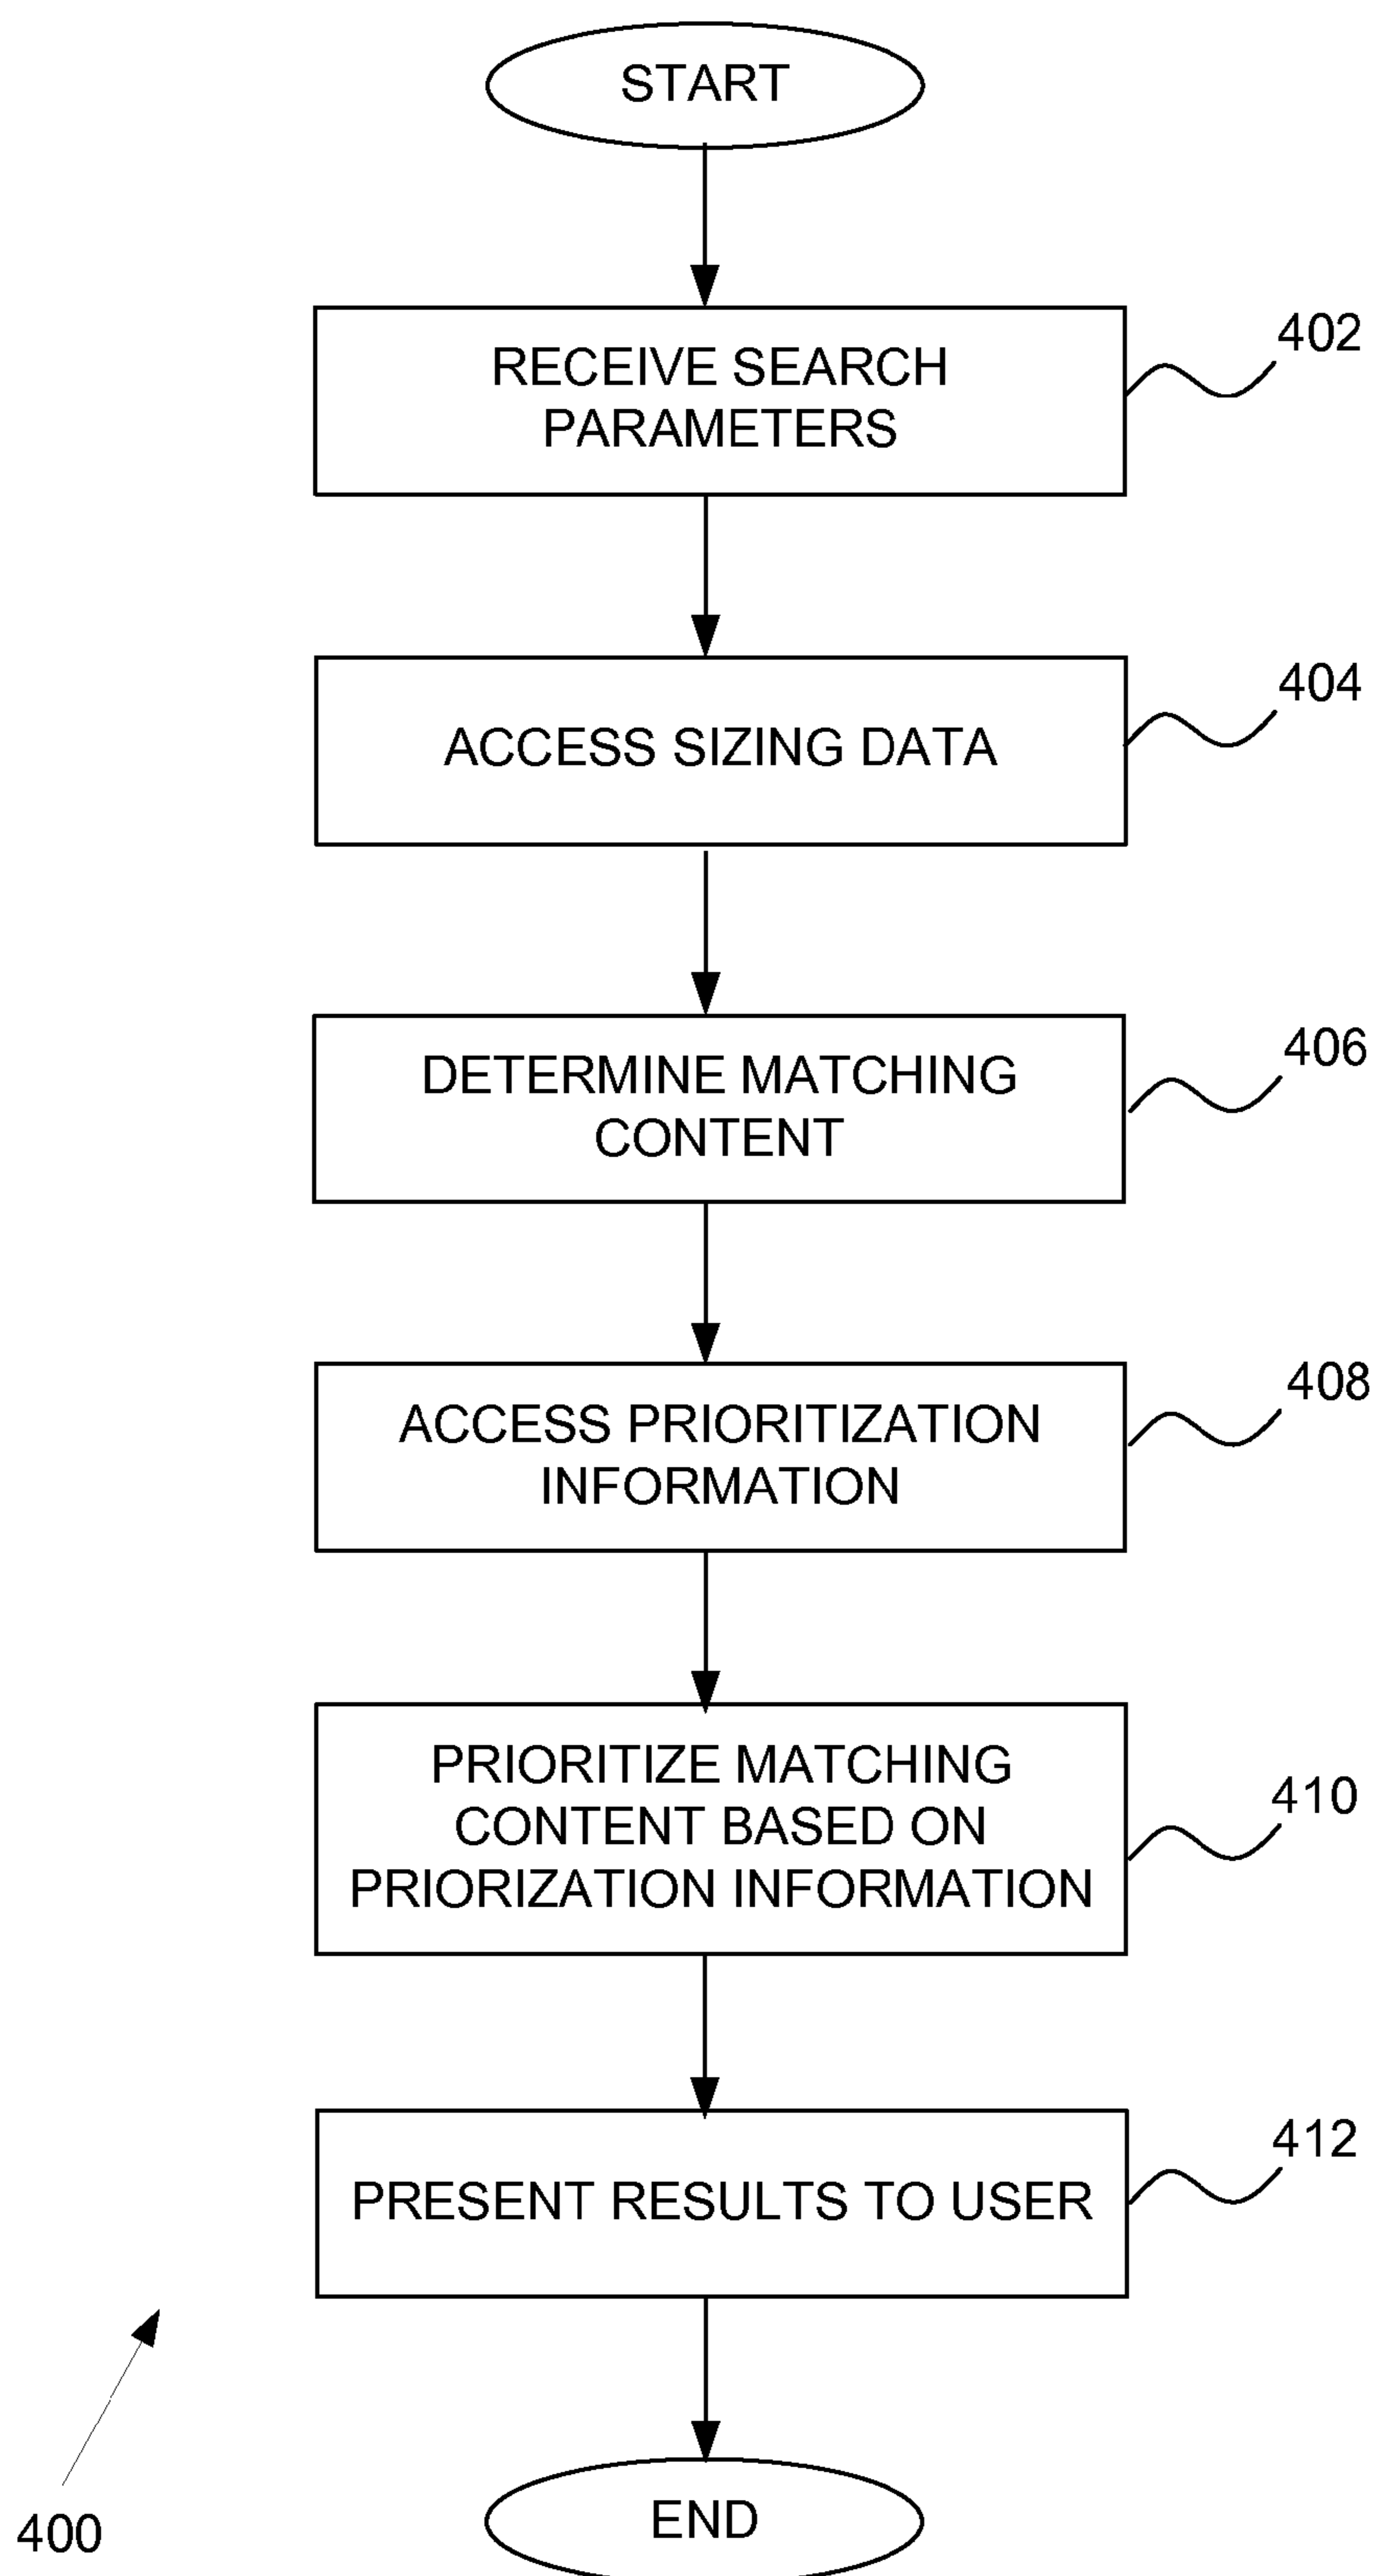 START
RECEIVE SEARCH
PARAMETERS
402
ACCESS SIZING DATA
404
DETERMINE MATCHING
CONTENT
406
ACCESS PRIORITIZATION
INFORMATION
408
PRIORITIZE MATCHING
CONTENT BASED ON
PRIORIZATION INFORMATION
410
PRESENT RESULTS TO USER
412
END
400